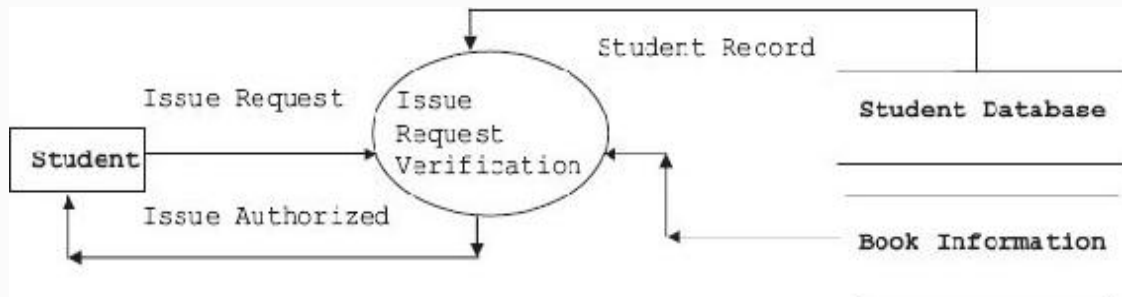 Student Record
Issue Request
Issue
Request
Verification
Student Database
Student
Issue Authorized
Book Information